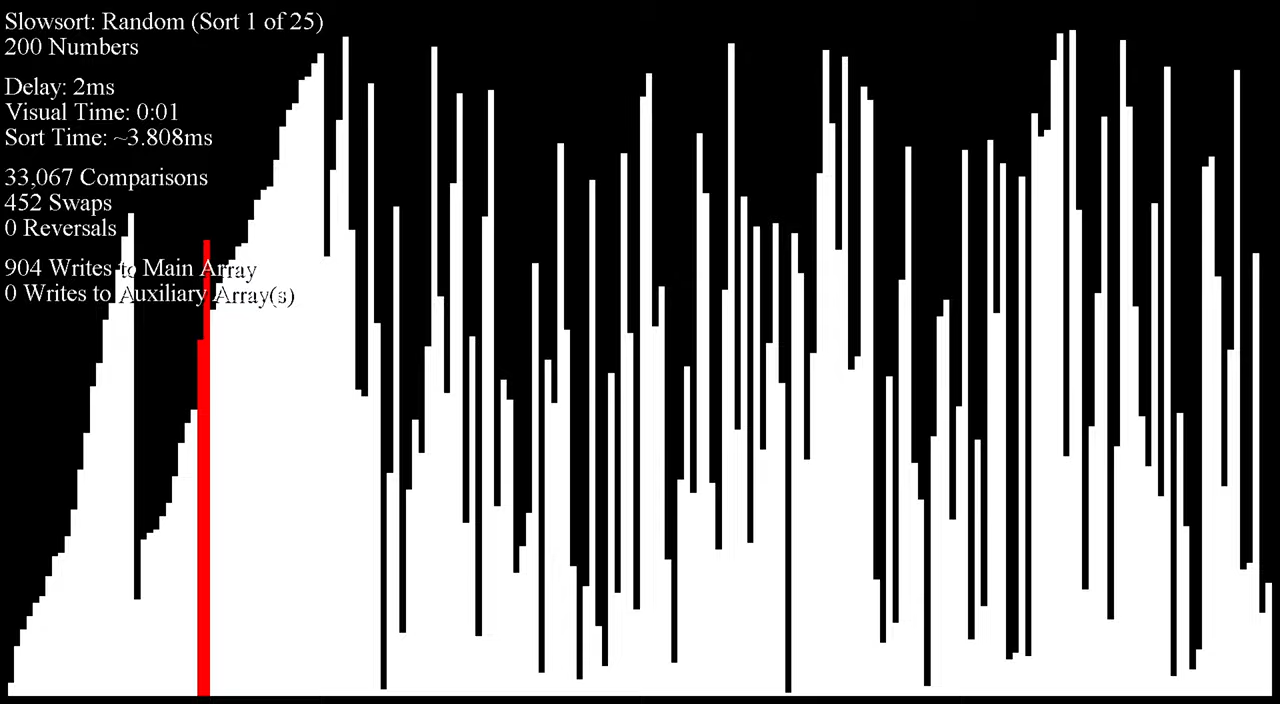 Slowsort: Random (Sort 1 of 25)
200 Numbers
Delay: 2ms
Visual Time: 0:01
Sort Time: ~3.808ms
33,067 Comparisons
452 Swaps
0 Reversals
904 Writes to Main Array
0 Writes to Auxiliary Array(s)